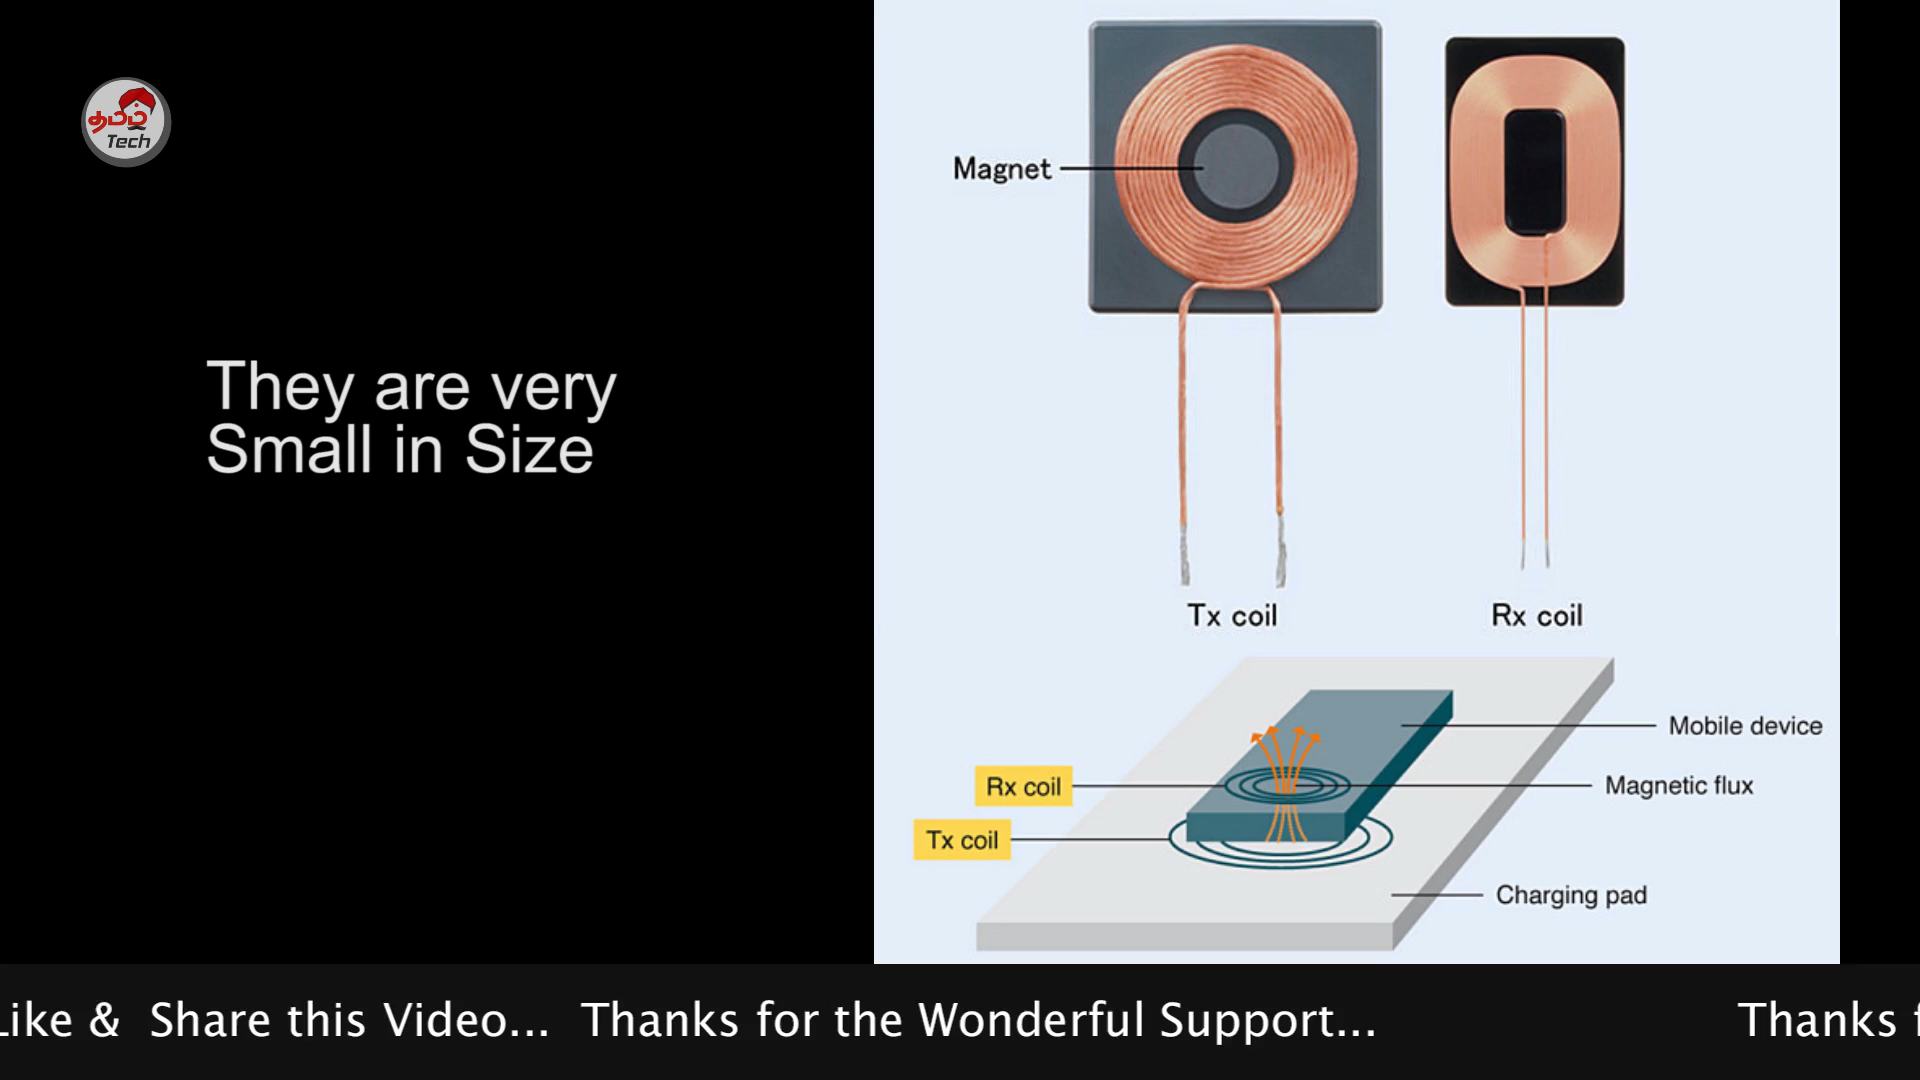 தமிழ்
Tech
They are very
Small in Size
Magnet
Tx coil
Rx coil
Mobile device
Rx coil
Magnetic flux
Tx coil
Charging pad
Like & Share this Video... Thanks for the Wonderful Support... Thanks f